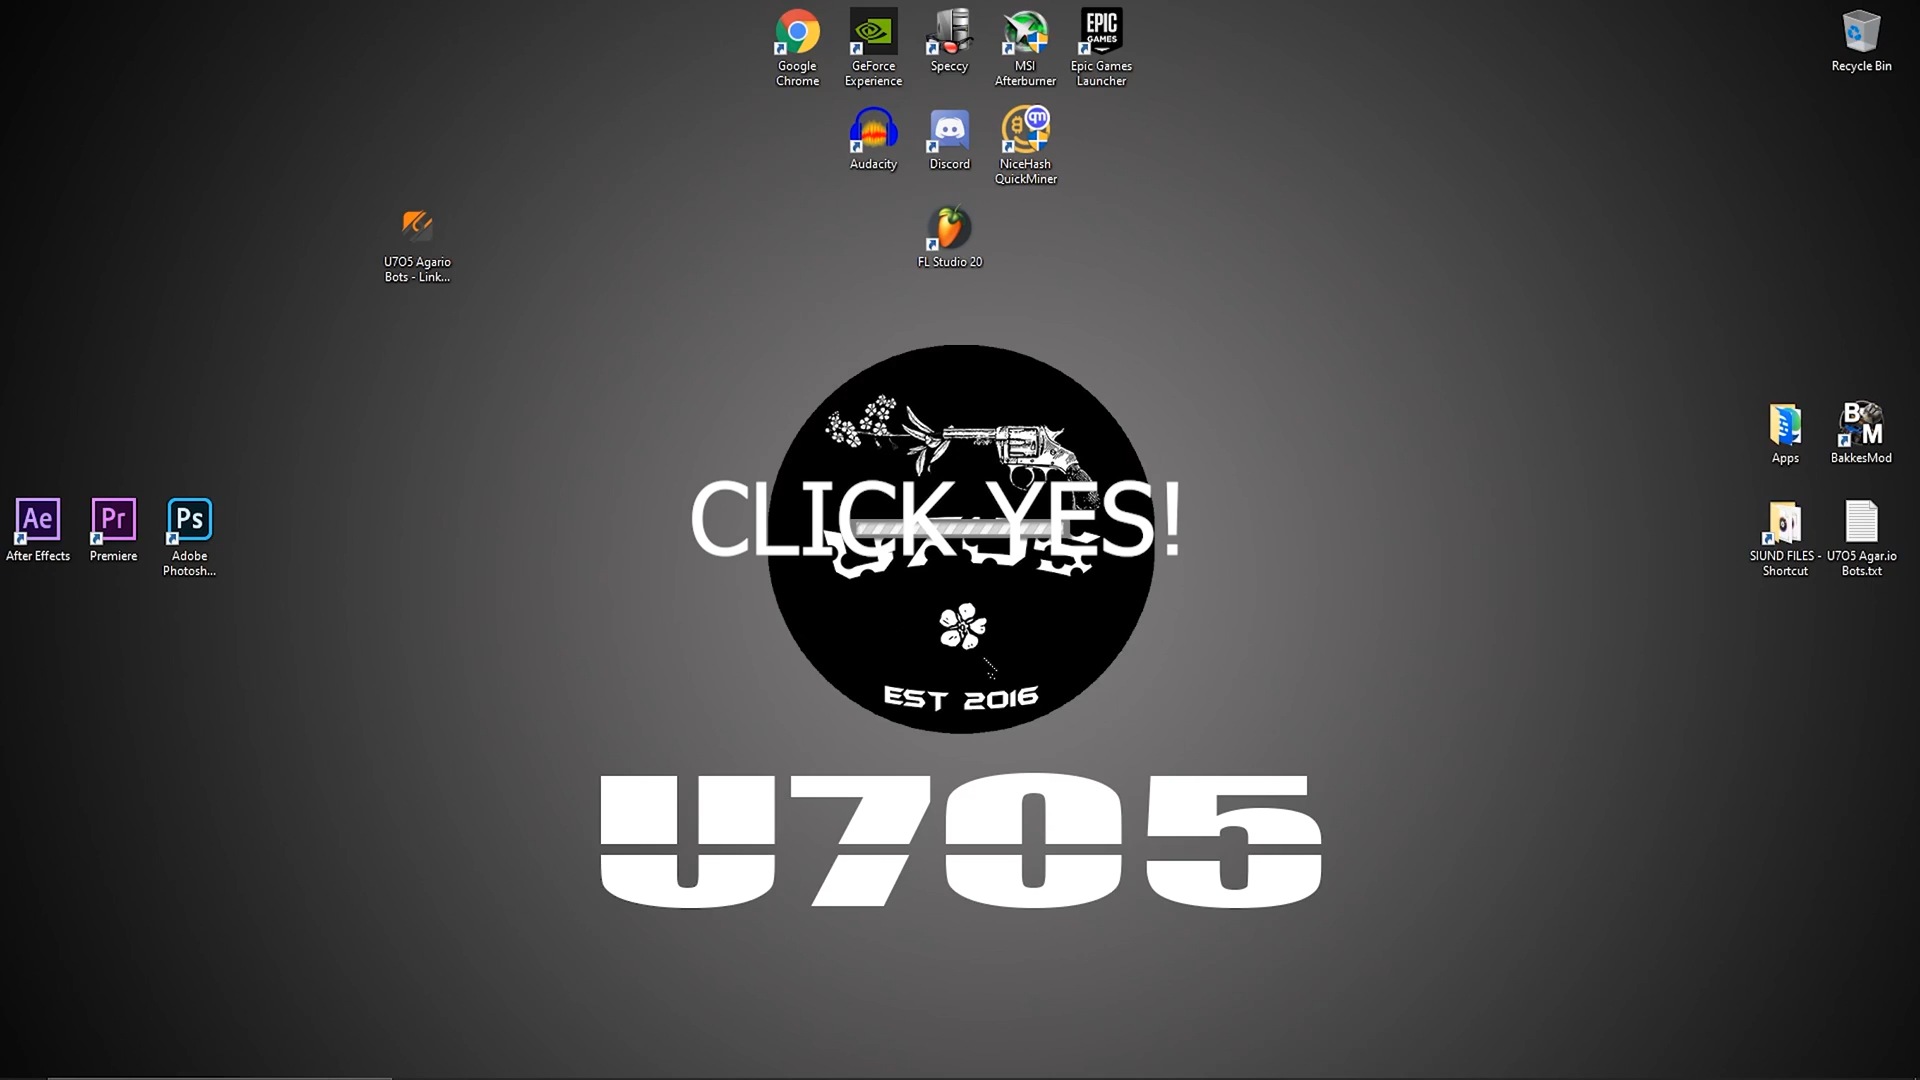 Google
Chrome
GeForce
Experience
Speccy
MSI
Afterburner
EPIC
GAMES
Epic Games
Launcher
Recycle Bin
Audacity
Discord
qm
NiceHash
QuickMiner
U7O5 Agario
Bots - Link...
FL Studio 20
B
M
Apps
BakkesMod
CLICK YES!
Ae
Pr
Ps
After Effects
Premiere
Adobe
Photosh...
SIUND FILES -
Shortcut
U7O5 Agar.io
Bots.txt
EST 2016
U705